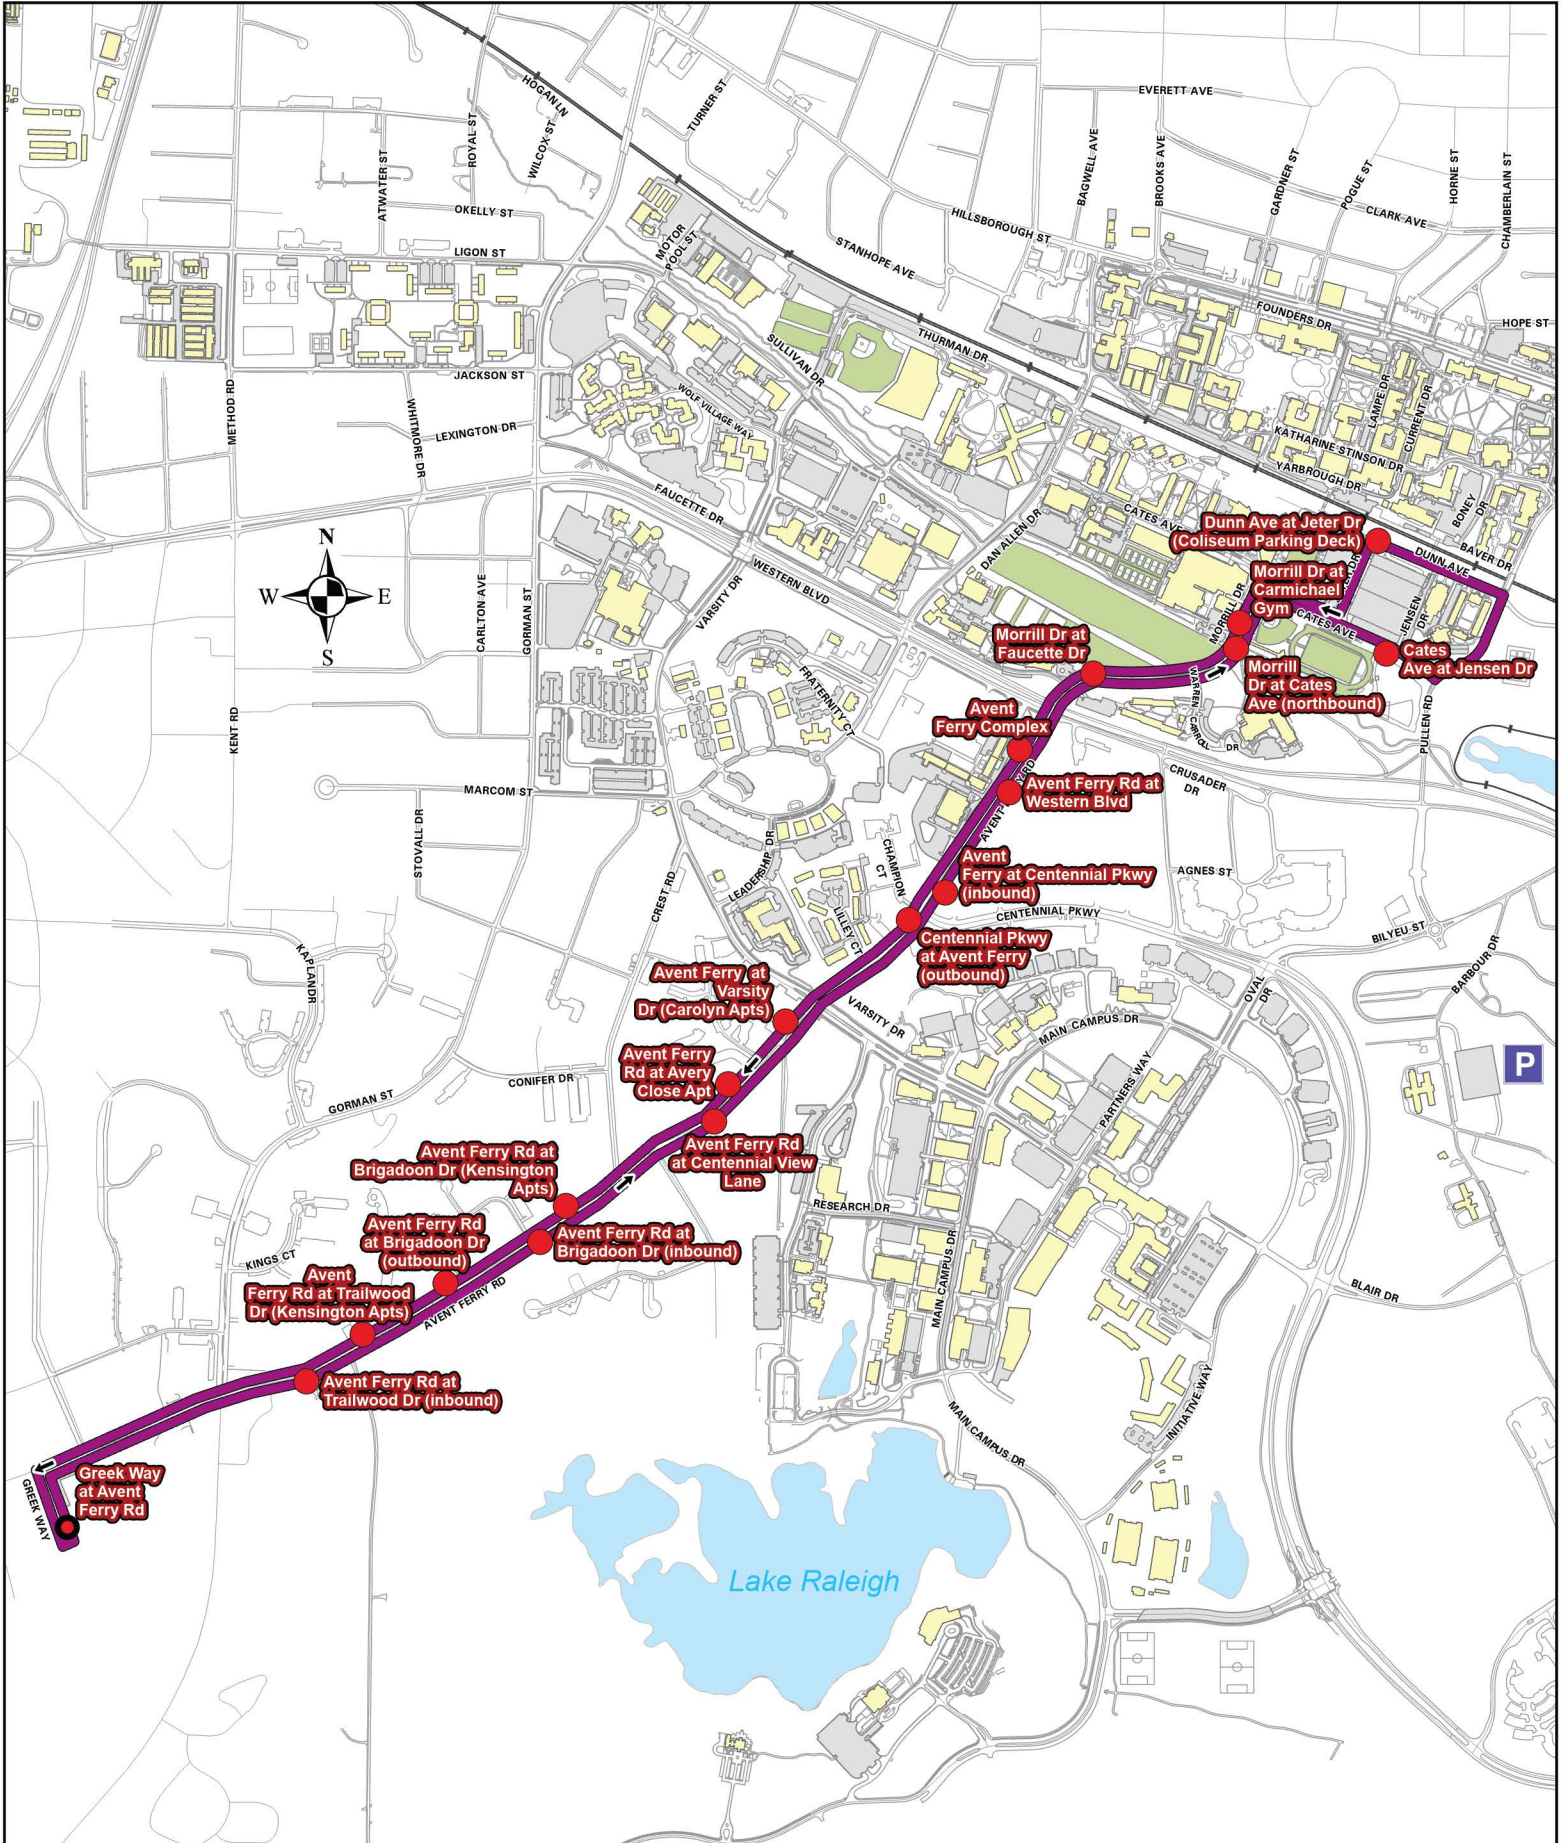 EVERETT AVE
HOGAN LN
TURNER ST
ROYAL ST
WILCOX ST
ATWATER ST
BAGWELL AVE
BROOKS AVE
GARDNER ST
POGUE ST
HORNE ST
CHAMBERLAIN ST
OKELLY ST
CLARK AVE
HILLSBOROUGH ST
MOTOR
POOL ST
STANHOPE AVE
LIGON ST
FOUNDERS DR
HOPE ST
THURMAN DR
SULLIVAN DR
JACKSON ST
METHOD RD
WHITMORE DR
WOLF VILLAGE WAY
LAMPE DR
CURRENT DR
LEXINGTON DR
KATHARINE STINSON DR
YARBROUGH DR
FAUCETTE DR
BONEY
DR
CATES AVE
DAN ALLEN DR
Dunn Ave at Jeter Dr
(Coliseum Parking Deck)
BAVER DR
DUNN AVE
N
W
E
S
WESTERN BLVD
VARSITY DR
CARLTON AVE
GORMAN ST
Morrill Dr at
Carmichael
Gym
MORRILL DR
CATES AVE
JENSEN
DR
Morrill Dr at
Faucette Dr
Cates
Ave at Jensen Dr
Morrill
Dr at Cates
Ave (northbound)
WARREN CARROLL DR
FRATERNITY CT
PULLEN RD
KENT RD
Avent
Ferry Complex
CRUSADER
DR
Avent Ferry Rd at
Western Blvd
MARCOM ST
STOVALL DR
AVENT
Y RD
LEADERSHIP DR
CHAMPION
CT
Avent
Ferry at Centennial Pkwy
(inbound)
AGNES ST
CREST RD
LILLEY CT
CENTENNIAL PKWY
BILYEU ST
BARBOUR DR
Centennial Pkwy
at Avent Ferry
(outbound)
KAPLAN DR
Avent Ferry at
Varsity
Dr (Carolyn Apts)
OVAL
DR
VARSITY DR
MAIN CAMPUS DR
Avent Ferry
Rd at Avery
Close Apt
P
CONIFER DR
GORMAN ST
PARTNERS WAY
Avent Ferry Rd
at Centennial View
Lane
Avent Ferry Rd at
Brigadoon Dr (Kensington
Apts)
RESEARCH DR
Avent Ferry Rd
at Brigadoon Dr
(outbound)
Avent Ferry Rd at
Brigadoon Dr (inbound)
KINGS CT
MAIN CAMPUS DR
Avent
Ferry Rd at Trailwood
Dr (Kensington Apts)
AVENT FERRY RD
BLAIR DR
Avent Ferry Rd at
Trailwood Dr (inbound)
INITIATIVE WAY
MAIN CAMPUS DR
Greek Way
at Avent
Ferry Rd
GREEK WAY
Lake Raleigh